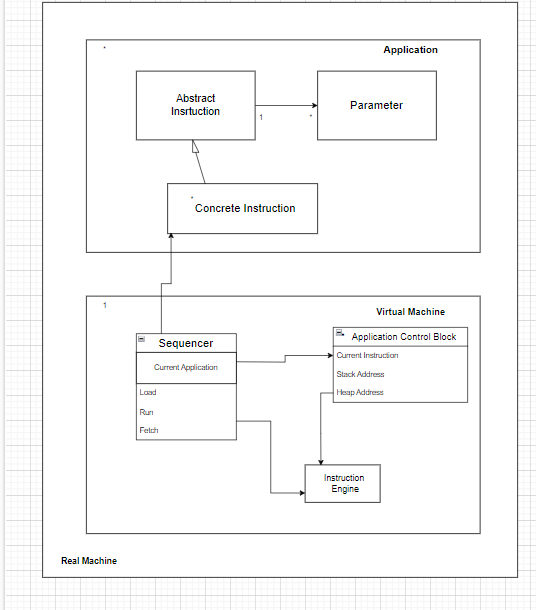 *
Application
Abstract
Insrtuction
Parameter
1
*
*
Concrete Instruction
1
Virtual Machine
Sequencer
Application Control Block
Current Application
Current Instruction
Stack Address
Load
Heap Address
Run
Fetch
Instruction
Engine
Real Machine